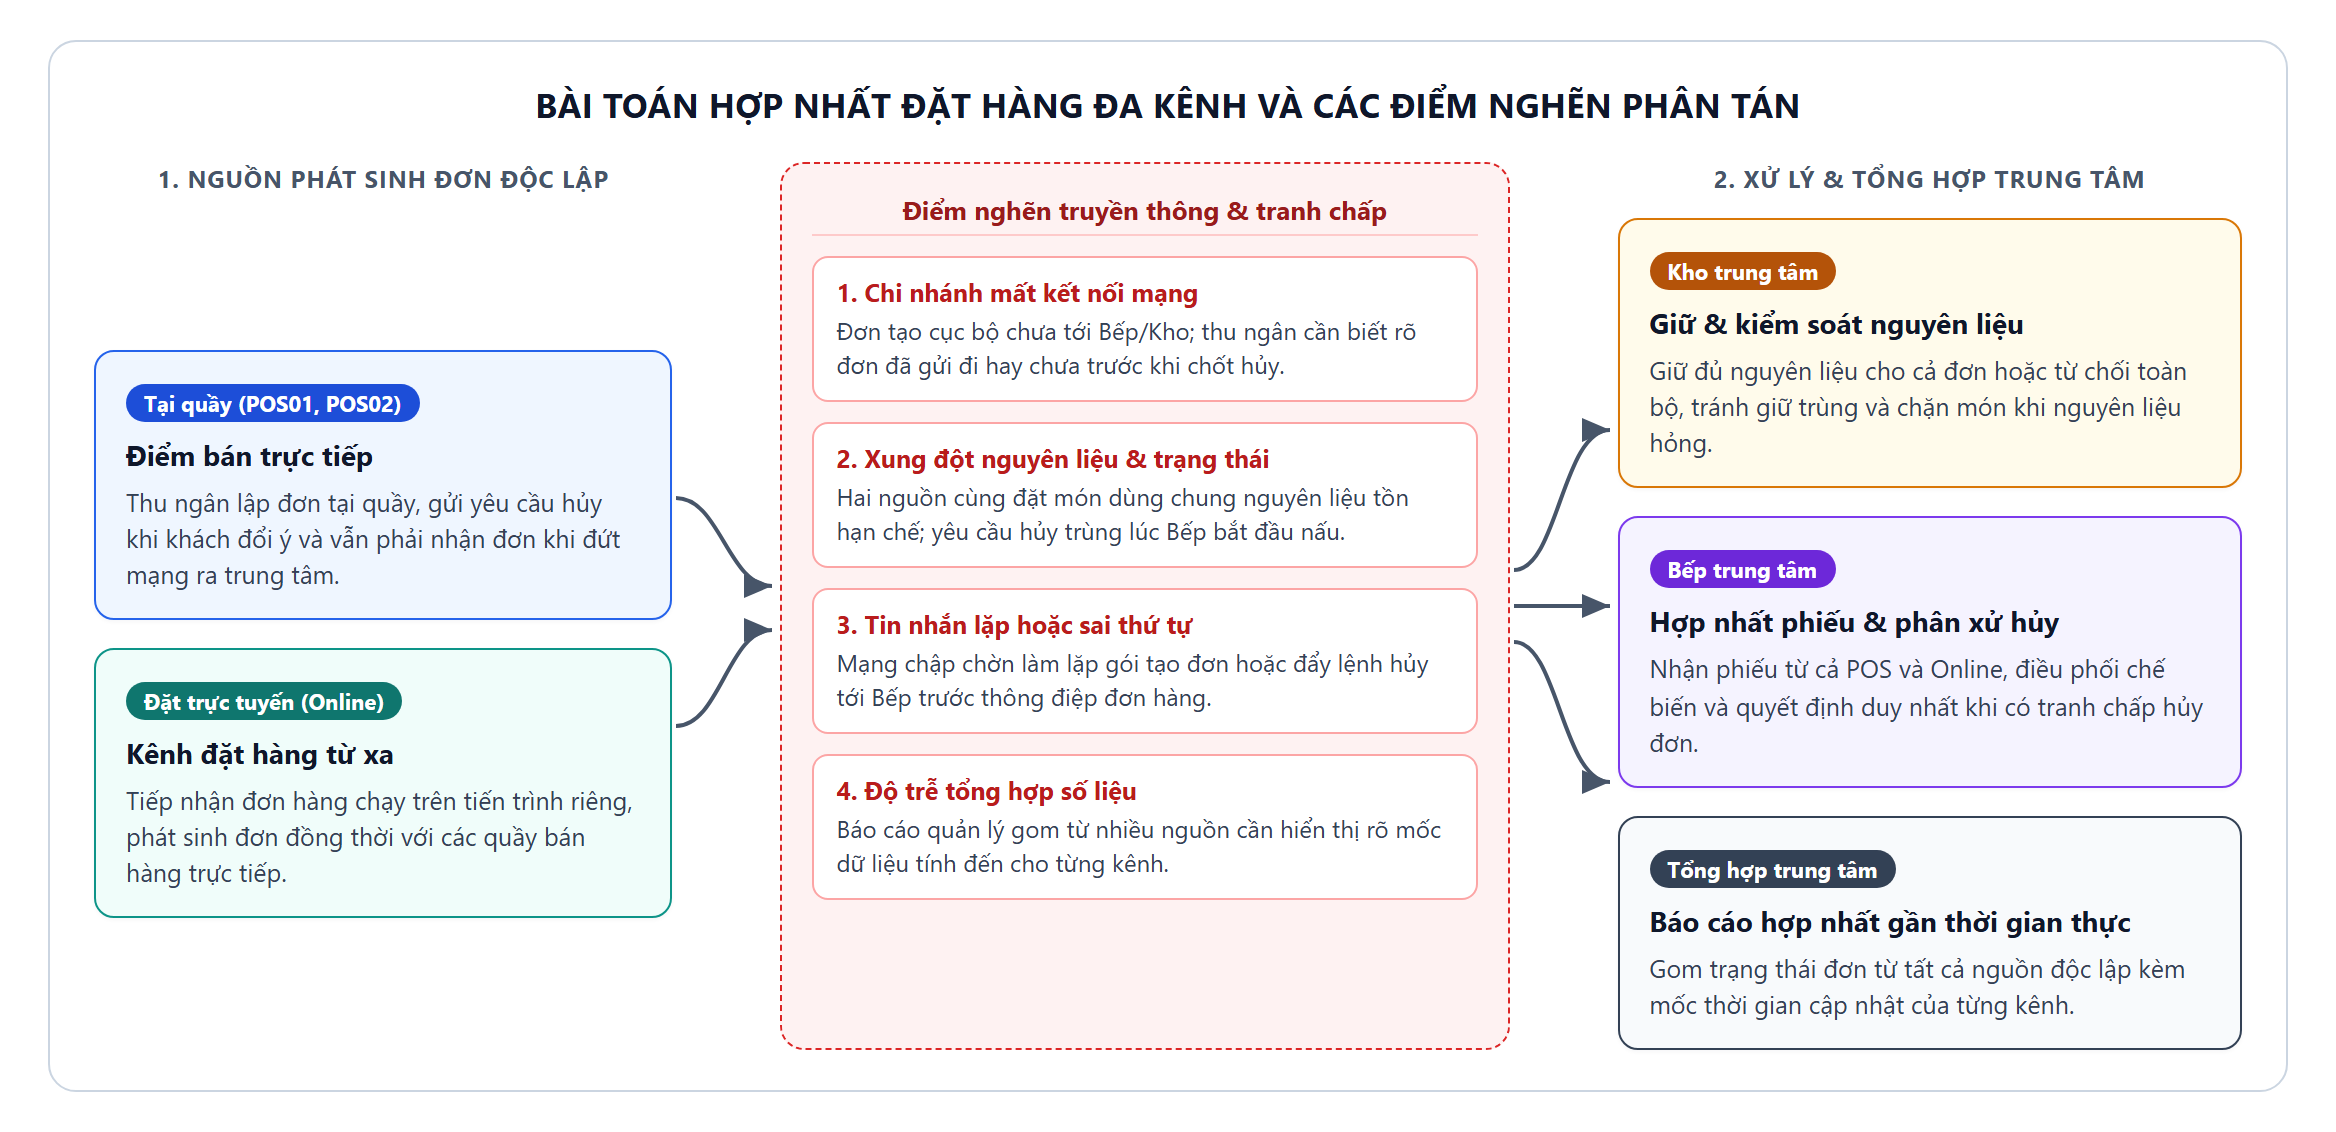 BÀI TOÁN HỢP NHẤT ĐẶT HÀNG ĐA KÊNH VÀ CÁC ĐIỂM NGHẼN PHÂN TÁN
1. NGUỒN PHÁT SINH ĐƠN ĐỘC LẬP
Tại quầy (POS01, POS02)
Điểm bán trực tiếp
Thu ngân lập đơn tại quầy, gửi yêu cầu hủy
khi khách đổi ý và vẫn phải nhận đơn khi đứt
mạng ra trung tâm.
Đặt trực tuyến (Online)
Kênh đặt hàng từ xa
Tiếp nhận đơn hàng chạy trên tiến trình riêng,
phát sinh đơn đồng thời với các quầy bán
hàng trực tiếp.
Điểm nghẽn truyền thông & tranh chấp
1. Chi nhánh mất kết nối mạng
Đơn tạo cục bộ chưa tới Bếp/Kho; thu ngân cần biết rõ
đơn đã gửi đi hay chưa trước khi chốt hủy.
2. Xung đột nguyên liệu & trạng thái
Hai nguồn cùng đặt món dùng chung nguyên liệu tồn
hạn chế; yêu cầu hủy trùng lúc Bếp bắt đầu nấu.
3. Tin nhắn lặp hoặc sai thứ tự
Mạng chập chờn làm lặp gói tạo đơn hoặc đẩy lệnh hủy
tới Bếp trước thông điệp đơn hàng.
4. Độ trễ tổng hợp số liệu
Báo cáo quản lý gom từ nhiều nguồn cần hiển thị rõ mốc
dữ liệu tính đến cho từng kênh.
2. XỬ LÝ & TỔNG HỢP TRUNG TÂM
Kho trung tâm
Giữ & kiểm soát nguyên liệu
Giữ đủ nguyên liệu cho cả đơn hoặc từ chối toàn
bộ, tránh giữ trùng và chặn món khi nguyên liệu
hỏng.
Bếp trung tâm
Hợp nhất phiếu & phân xử hủy
Nhận phiếu từ cả POS và Online, điều phối chế
biến và quyết định duy nhất khi có tranh chấp hủy
đơn.
Tổng hợp trung tâm
Báo cáo hợp nhất gần thời gian thực
Gom trạng thái đơn từ tất cả nguồn độc lập kèm
mốc thời gian cập nhật của từng kênh.